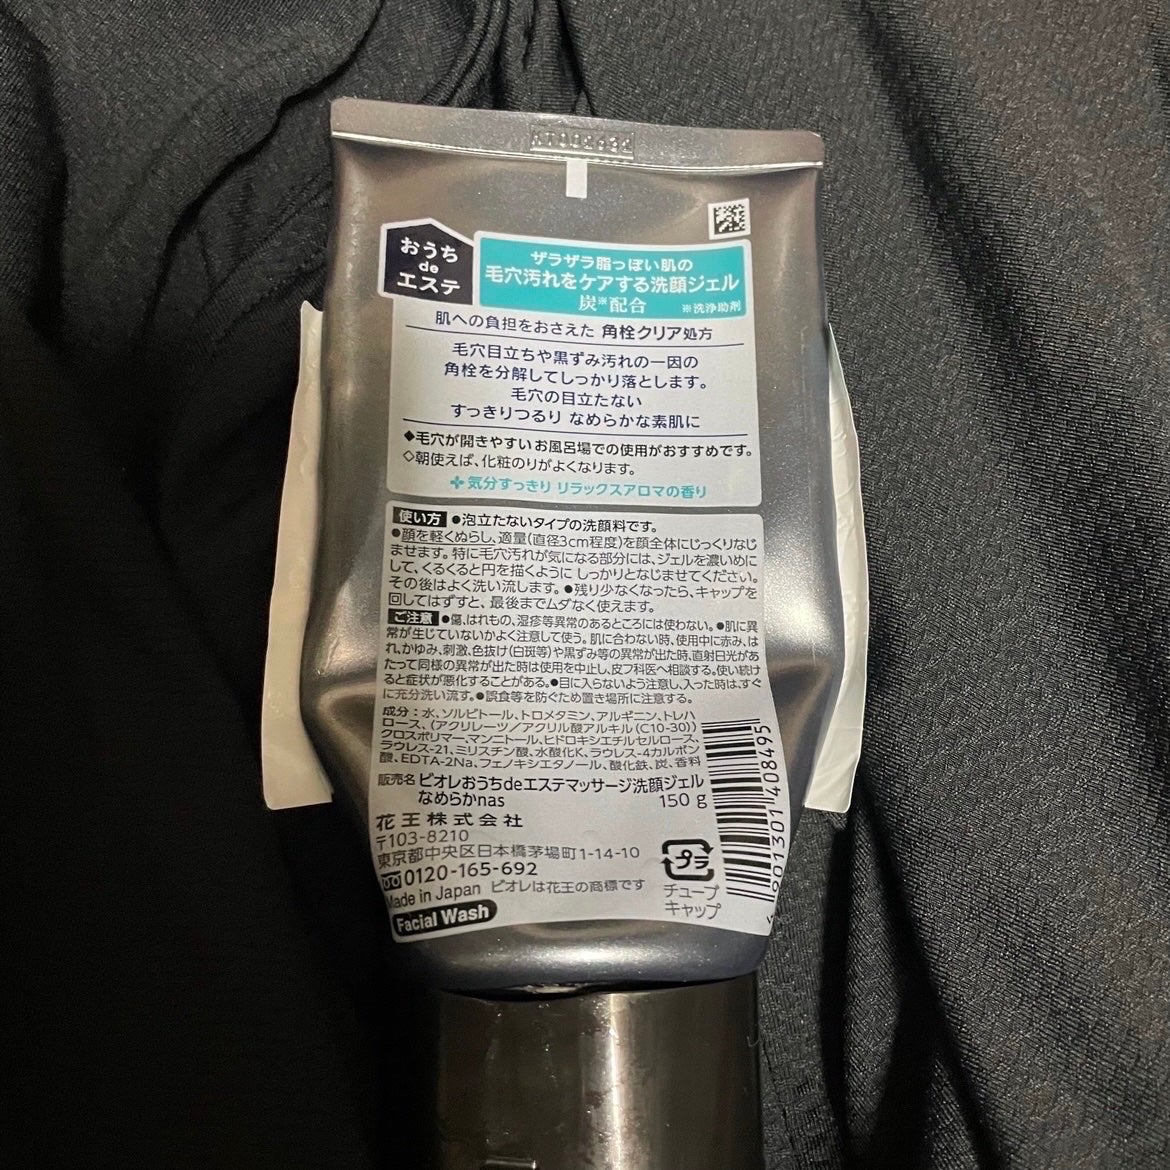 おうち
de
エステ
ザラザラ脂っぽい肌の
毛穴汚れをケアする洗顔ジェル
炭※配合 ※洗浄助剤
肌への負担をおさえた 角栓クリア処方
毛穴目立ちや黒ずみ汚れの一因の
角栓を分解してしっかり落とします。
毛穴の目立たない
すっきりつるり なめらかな素肌に
◆毛穴が開きやすいお風呂場での使用がおすすめです。
◇朝使えば、化粧のりがよくなります。
気分すっきり リラックスアロマの香り
使い方 ●泡立たないタイプの洗顔料です。
●顔を軽くぬらし、適量(直径3cm程度)を顔全体にじっくりなじ
ませます。特に毛穴汚れが気になる部分には、ジェルを濃いめに
して、くるくると円を描くように しっかりとなじませてください。
その後はよく洗い流します。●残り少なくなったら、キャップを
回してはずすと、最後までムダなく使えます。
ご注意 ●傷、はれもの、湿疹等異常のあるところには使わない。●肌に異
常が生じていないかよく注意して使う。肌に合わない時、使用中に赤み、は
れ、かゆみ、刺激、色抜け(白斑等)や黒ずみ等の異常が出た時、直射日光があ
たって同様の異常が出た時は使用を中止し、皮フ科医へ相談する。使い続け
ると症状が悪化することがある。●目に入らないよう注意し、入った時は、すぐ
に充分洗い流す。●誤食等を防ぐため置き場所に注意する。
成分：水、ソルビトール、トロメタミン、アルギニン、トレハ
ロース、(アクリレーツ／アクリル酸アルキル(C10-30))
クロスポリマー、マンニトール、ヒドロキシエチルセルロース、
ラウレス-21、ミリスチン酸、水酸化K、ラウレス-4カルボン
酸、EDTA-2Na、フェノキシエタノール、酸化鉄、炭、香料
販売名 ビオレおうちdeエステマッサージ洗顔ジェル
なめらかnas 150g
花王株式会社
〒103-8210
東京都中央区日本橋茅場町1-14-10
0120-165-692
Made in Japan ビオレは花王の商標です
Facial Wash
プラ
チューブ
キャップ
4 901301 408495